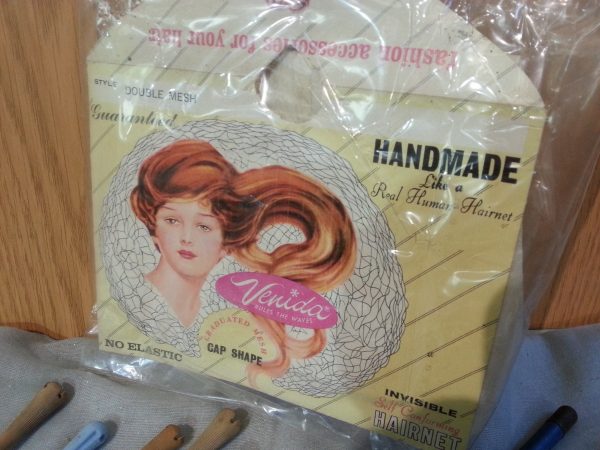 fashion accessories for your hair
STYLE DOUBLE MESH
Guaranteed
HANDMADE
Like a
Real Human-Hairnet
Venida
RULES THE WAVES
GRADUATED MESH
CAP SHAPE
NO ELASTIC
INVISIBLE
Self-Conforming
HAIRNET